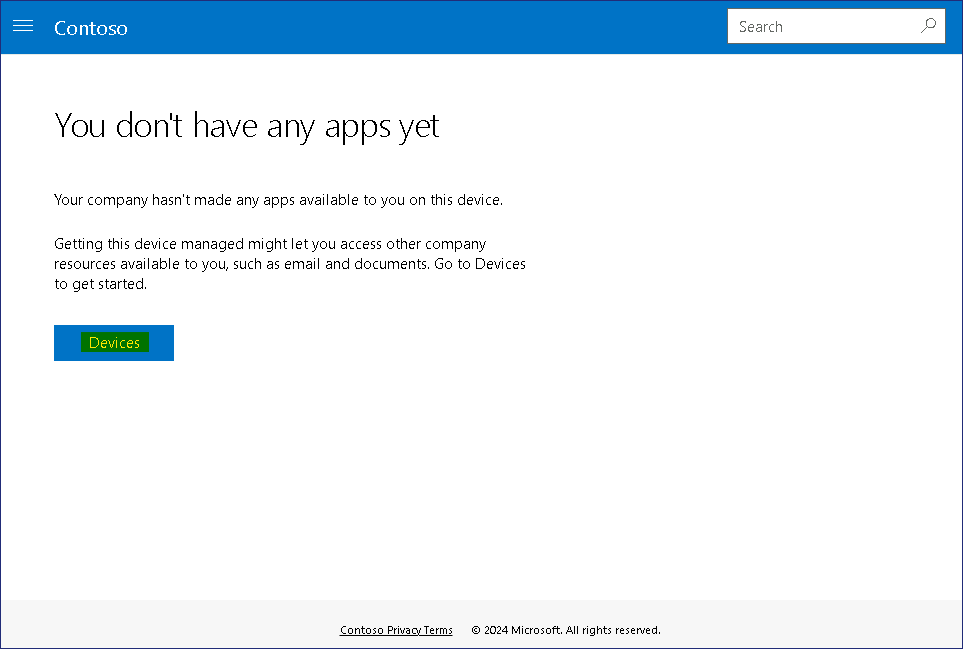 Contoso
Search
You don't have any apps yet
Your company hasn't made any apps available to you on this device.
Getting this device managed might let you access other company
resources available to you, such as email and documents. Go to Devices
to get started.
Devices
Contoso Privacy Terms © 2024 Microsoft. All rights reserved.